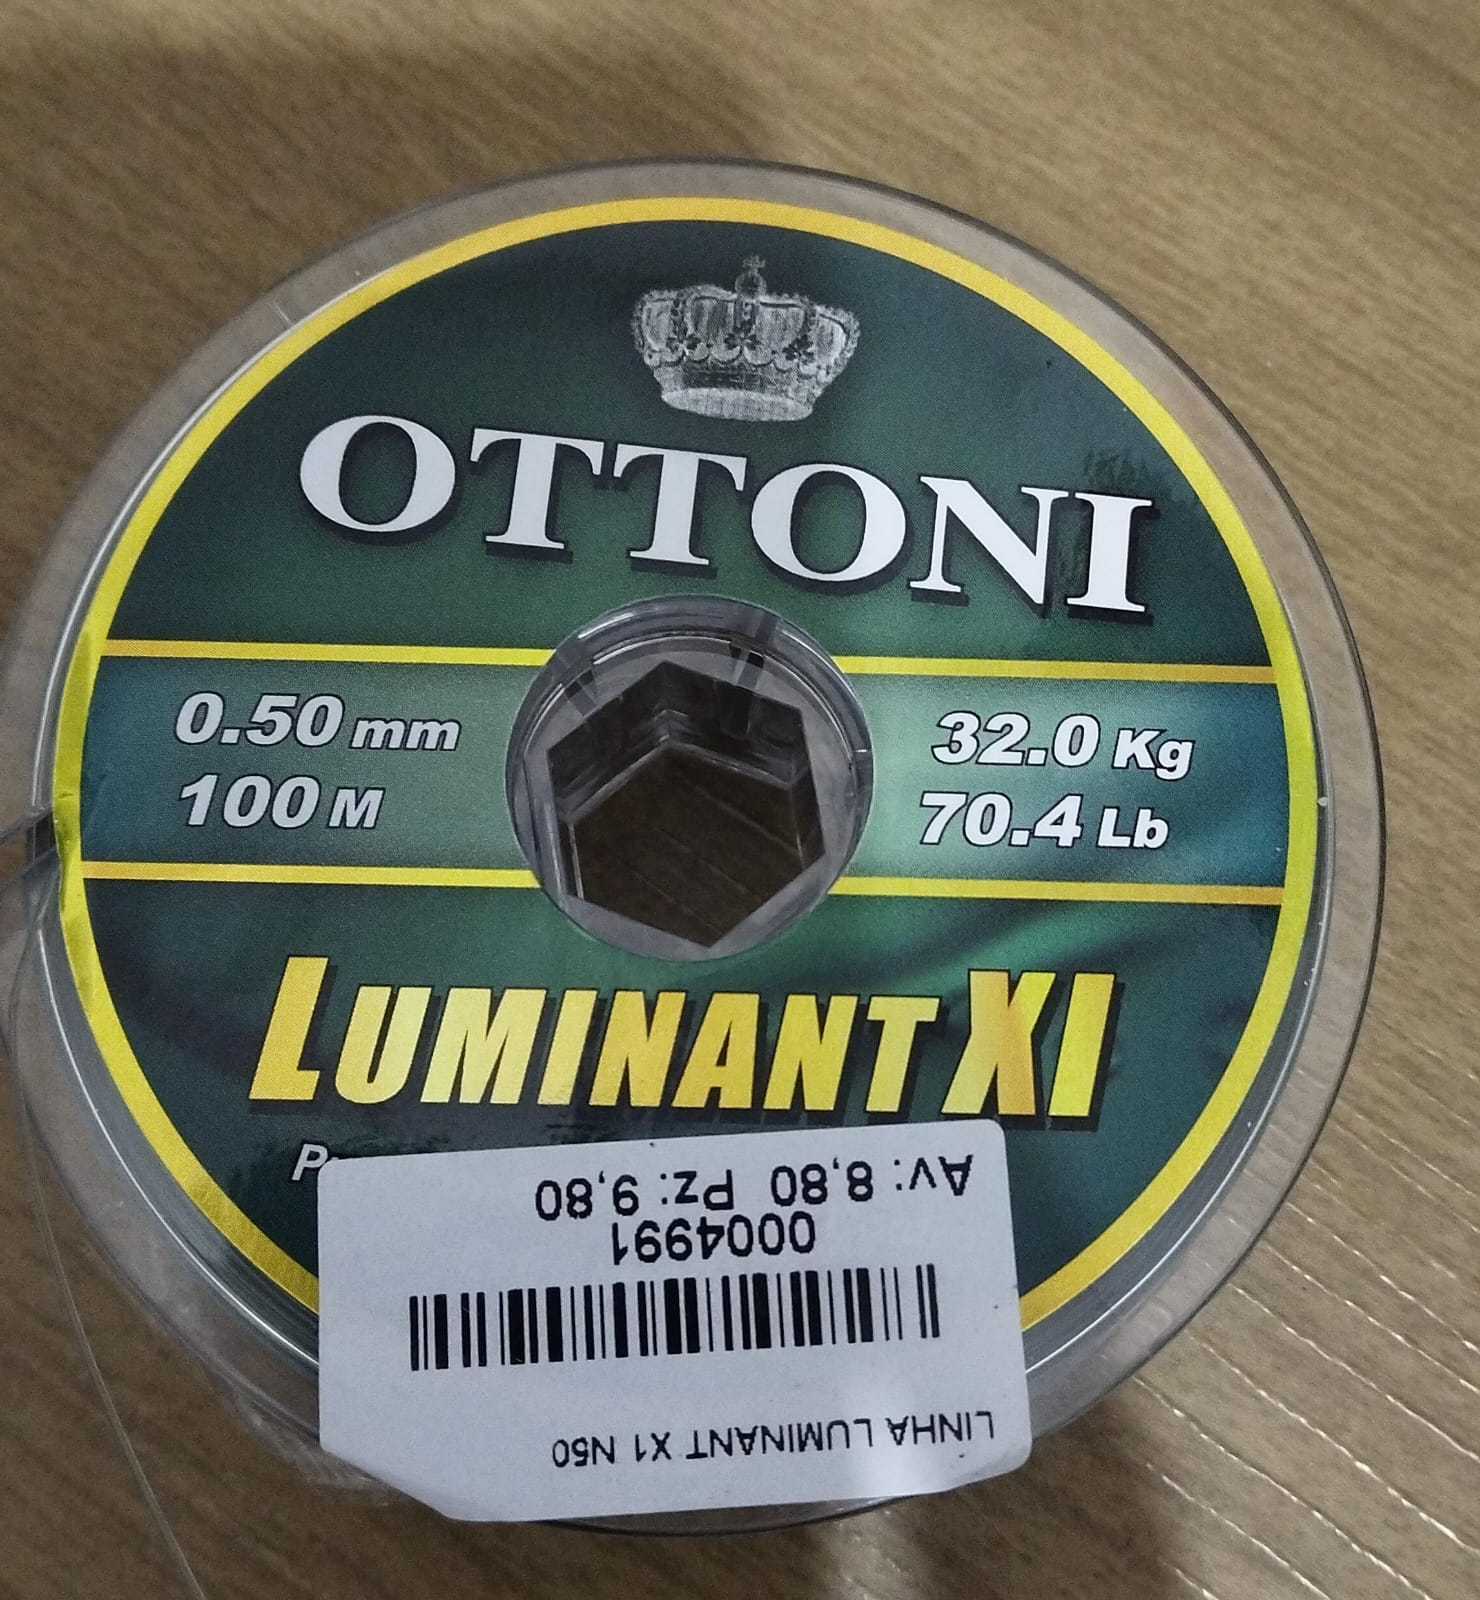 OTTONI
0.50 mm
100 M
32.0 Kg
70.4 Lb
LUMINANT XI
LINHA LUMINANT X1 N50
0004991
Av: 8,80 Pz: 9,80